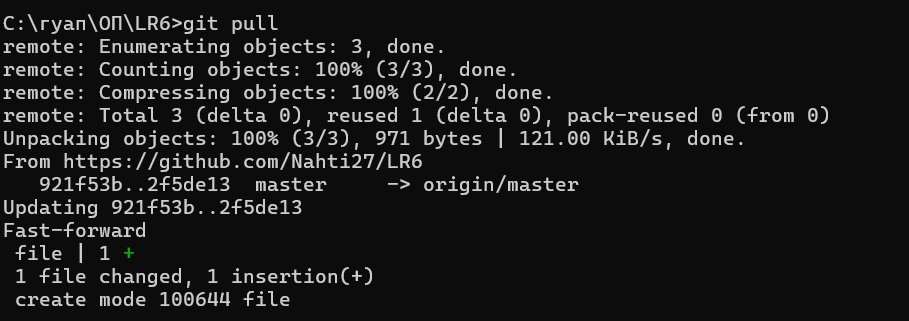 C:\гуап\ОП\LR6>git pull
remote: Enumerating objects: 3, done.
remote: Counting objects: 100% (3/3), done.
remote: Compressing objects: 100% (2/2), done.
remote: Total 3 (delta 0), reused 1 (delta 0), pack-reused 0 (from 0)
Unpacking objects: 100% (3/3), 971 bytes | 121.00 KiB/s, done.
From https://github.com/Nahti27/LR6
   921f53b..2f5de13  master     -> origin/master
Updating 921f53b..2f5de13
Fast-forward
 file | 1 +
 1 file changed, 1 insertion(+)
 create mode 100644 file